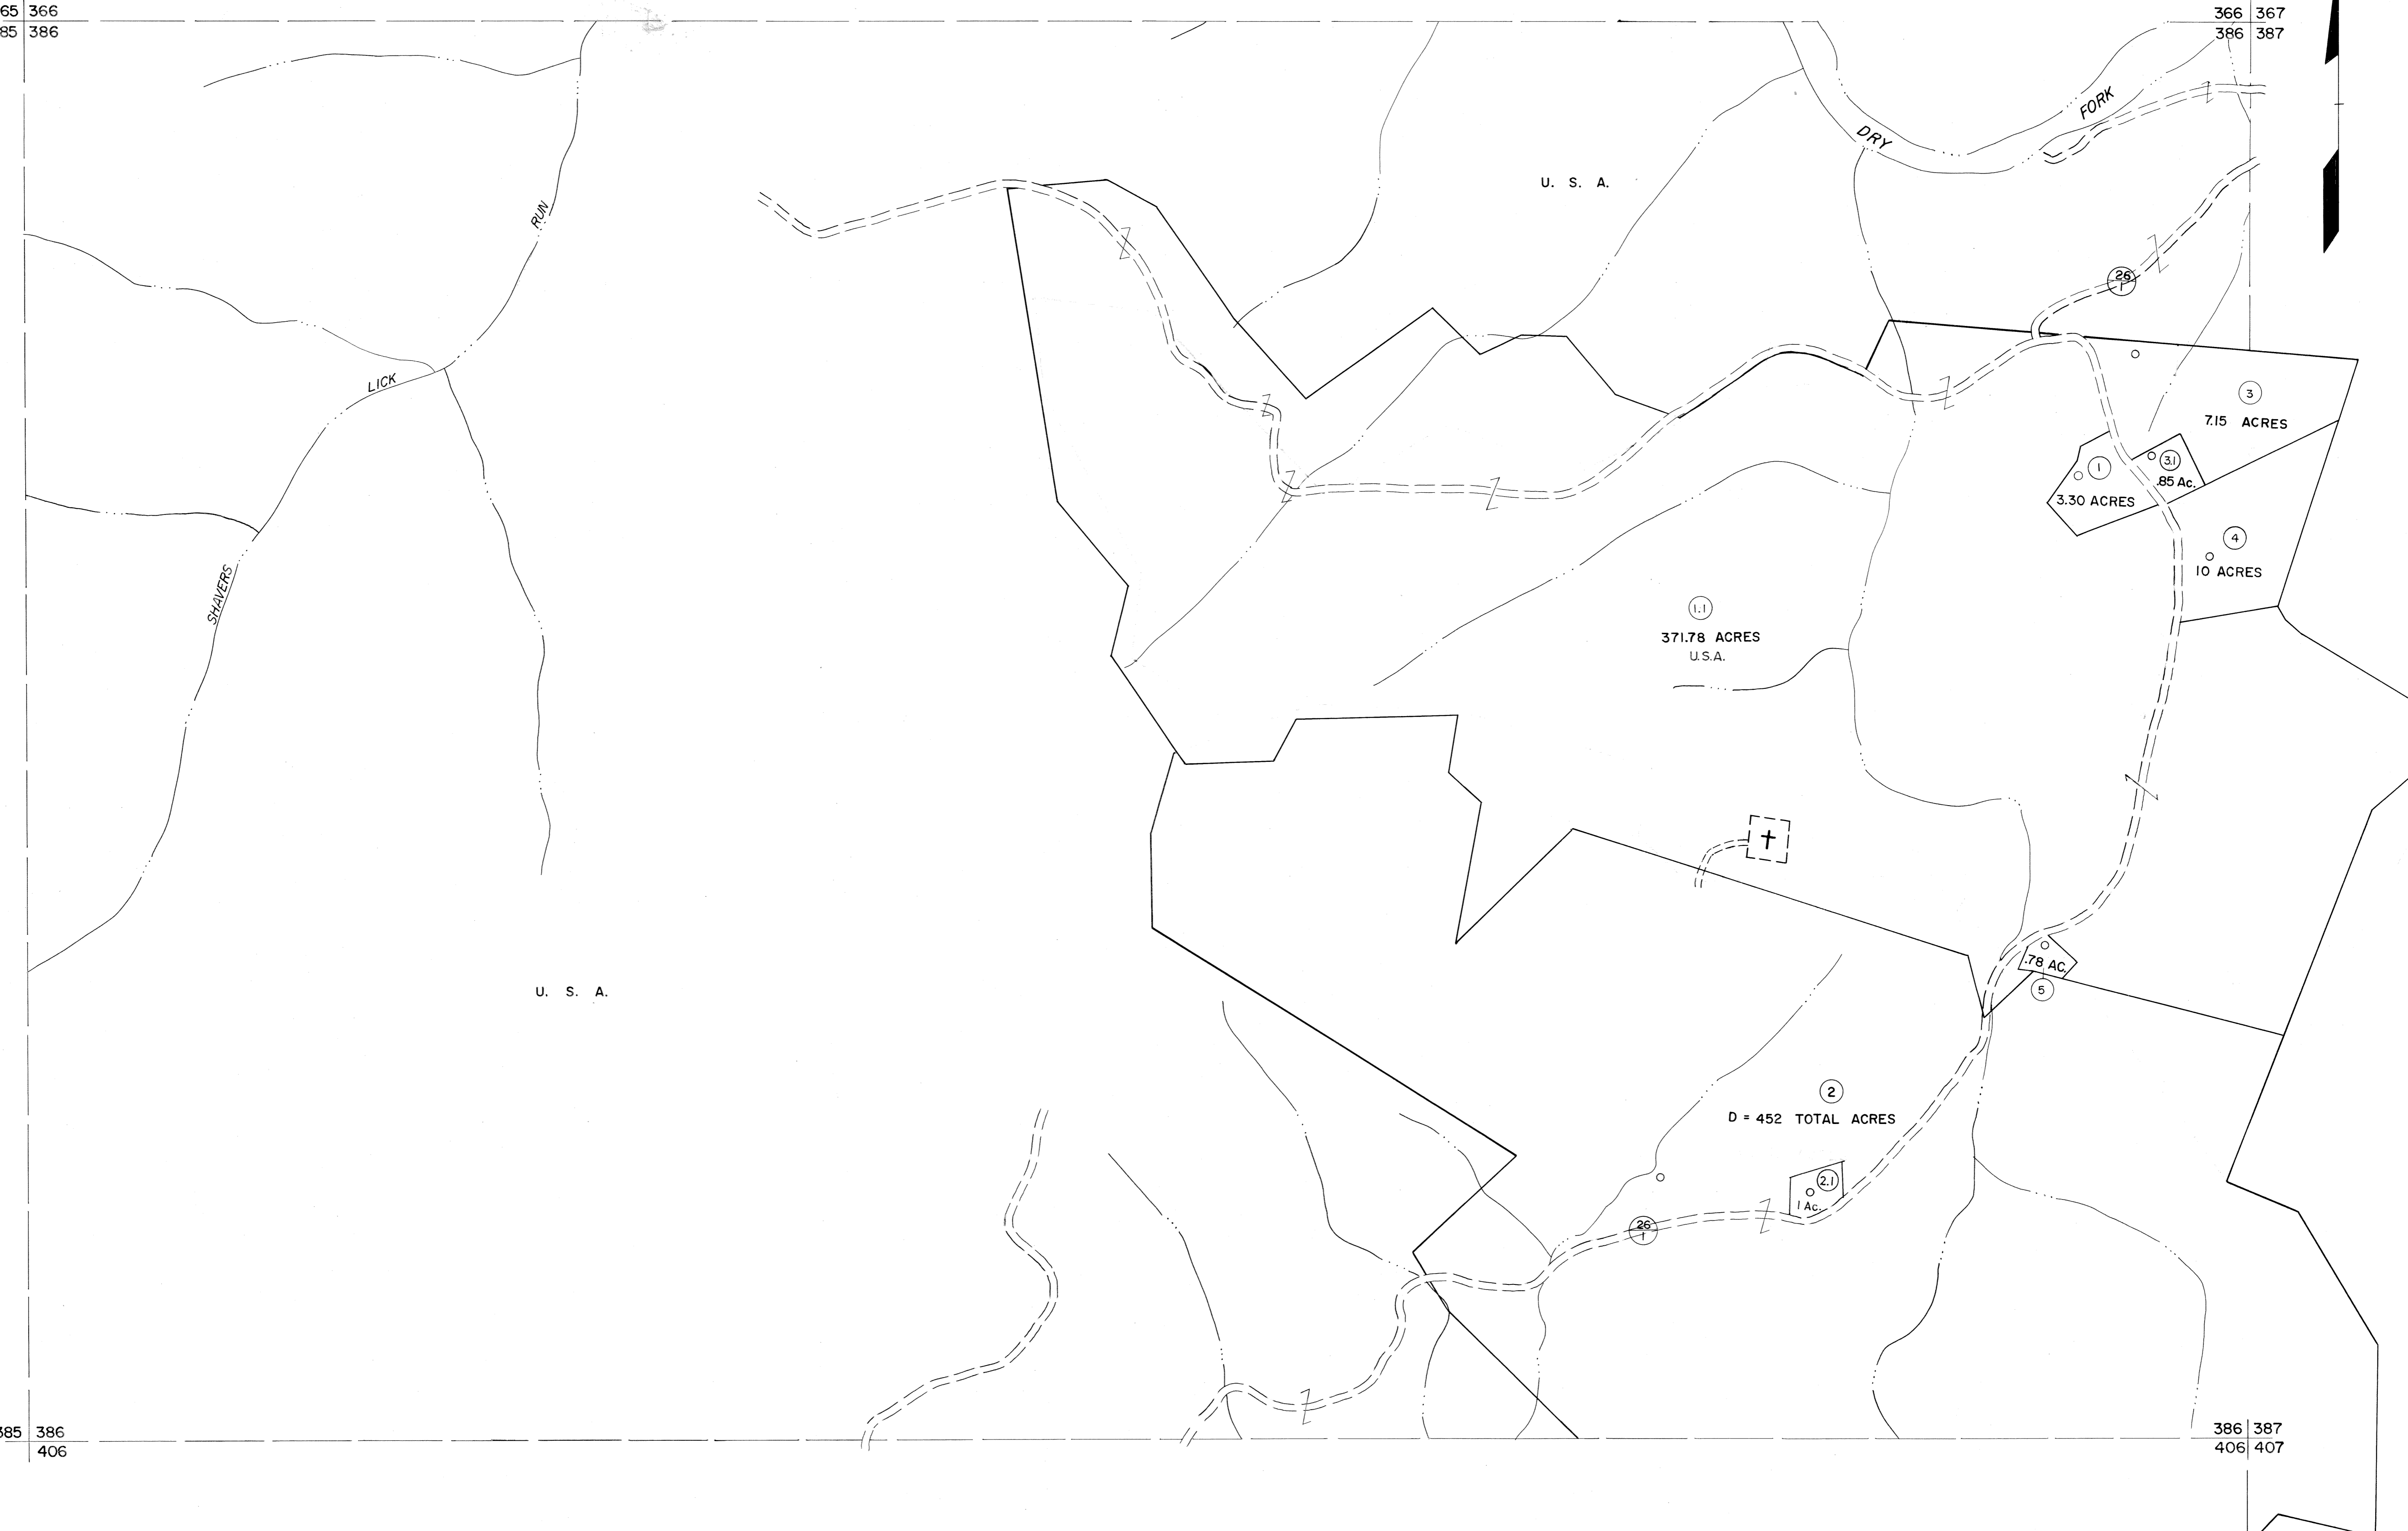 65 366
85 386
366 367
386 387
DRY FORK
U. S. A.
RUN
26
1
LICK
3
7.15 ACRES
1
3.30 ACRES
3.1
.85 Ac.
4
10 ACRES
SHAVERS
1.1
371.78 ACRES
U.S.A.
.78 AC.
5
U. S. A.
2
D = 452 TOTAL ACRES
2.1
1 Ac.
26
1
385 386
406
386 387
406 407